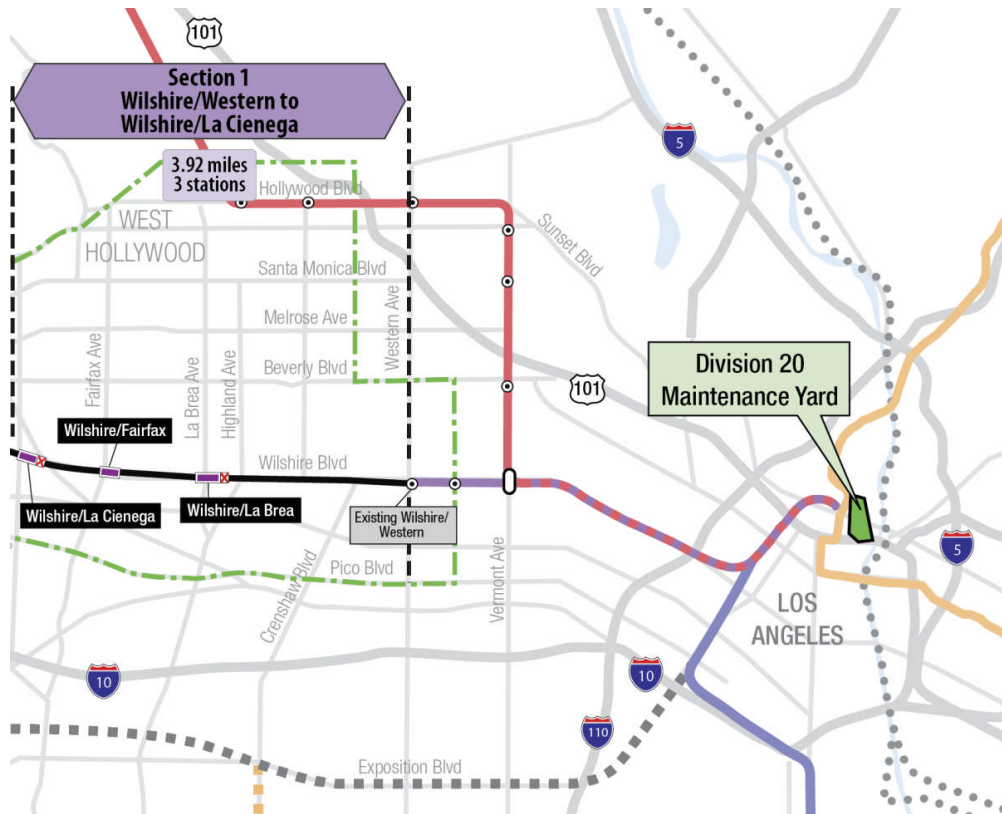 101
Section 1
Wilshire/Western to
Wilshire/La Cienega
5
3.92 miles
3 stations
Hollywood Blvd
WEST
HOLLYWOOD
Sunset Blvd
Santa Monica Blvd
Melrose Ave
Western Ave
Fairfax Ave
La Brea Ave
Highland Ave
Beverly Blvd
101
Division 20
Maintenance Yard
Wilshire/Fairfax
Wilshire Blvd
Wilshire/La Cienega
Wilshire/La Brea
Existing Wilshire/
Western
5
Pico Blvd
Crenshaw Blvd
Vermont Ave
LOS
ANGELES
10
10
110
Exposition Blvd